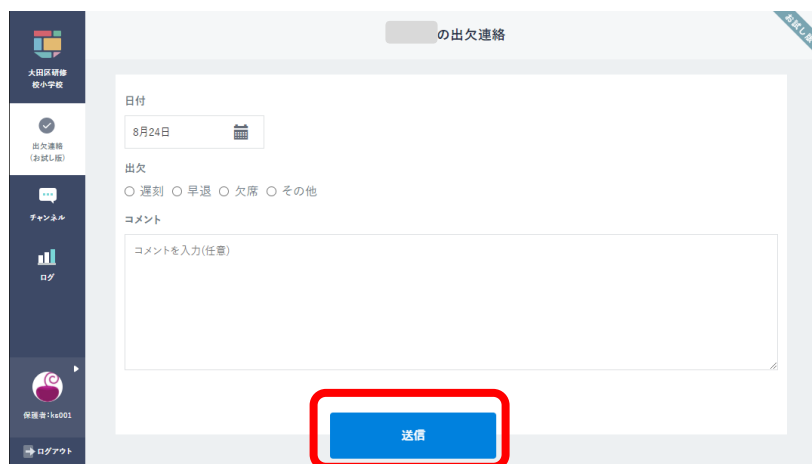 の出欠連絡
お試し版
大田区研修
校小学校
出欠連絡
(お試し版)
チャンネル
ログ
保護者:ks001
ログアウト
日付
8月24日
出欠
遅刻 早退 欠席 その他
コメント
コメントを入力(任意)
送信